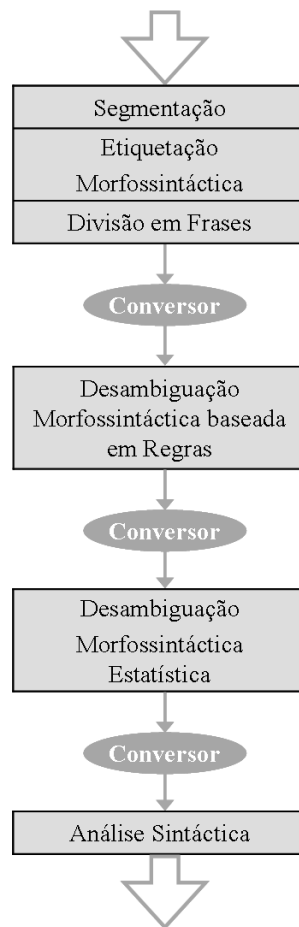 Segmentação
Etiquetação
Morfossintáctica
Divisão em Frases
Conversor
Desambiguação
Morfossintáctica baseada
em Regras
Conversor
Desambiguação
Morfossintáctica
Estatística
Conversor
Análise Sintáctica